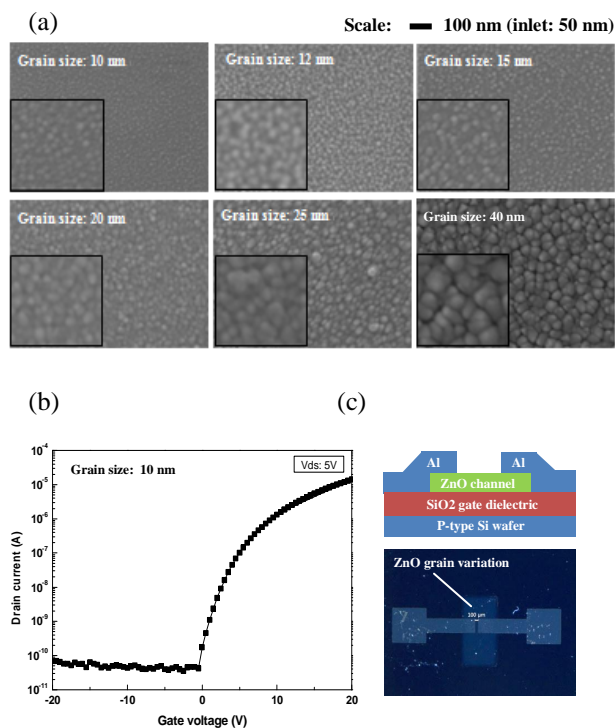 (a)
Scale: 100 nm (inlet: 50 nm)
Grain size: 10 nm
Grain size: 12 nm
Grain size: 15 nm
Grain size: 20 nm
Grain size: 25 nm
Grain size: 40 nm
(b)
Drain current (A)
10⁻⁴
10⁻⁵
10⁻⁶
10⁻⁷
10⁻⁸
10⁻⁹
10⁻¹⁰
10⁻¹¹
Grain size: 10 nm
Vds: 5V
-20
-10
0
10
20
Gate voltage (V)
(c)
Al
Al
ZnO channel
SiO2 gate dielectric
P-type Si wafer
ZnO grain variation
100 μm